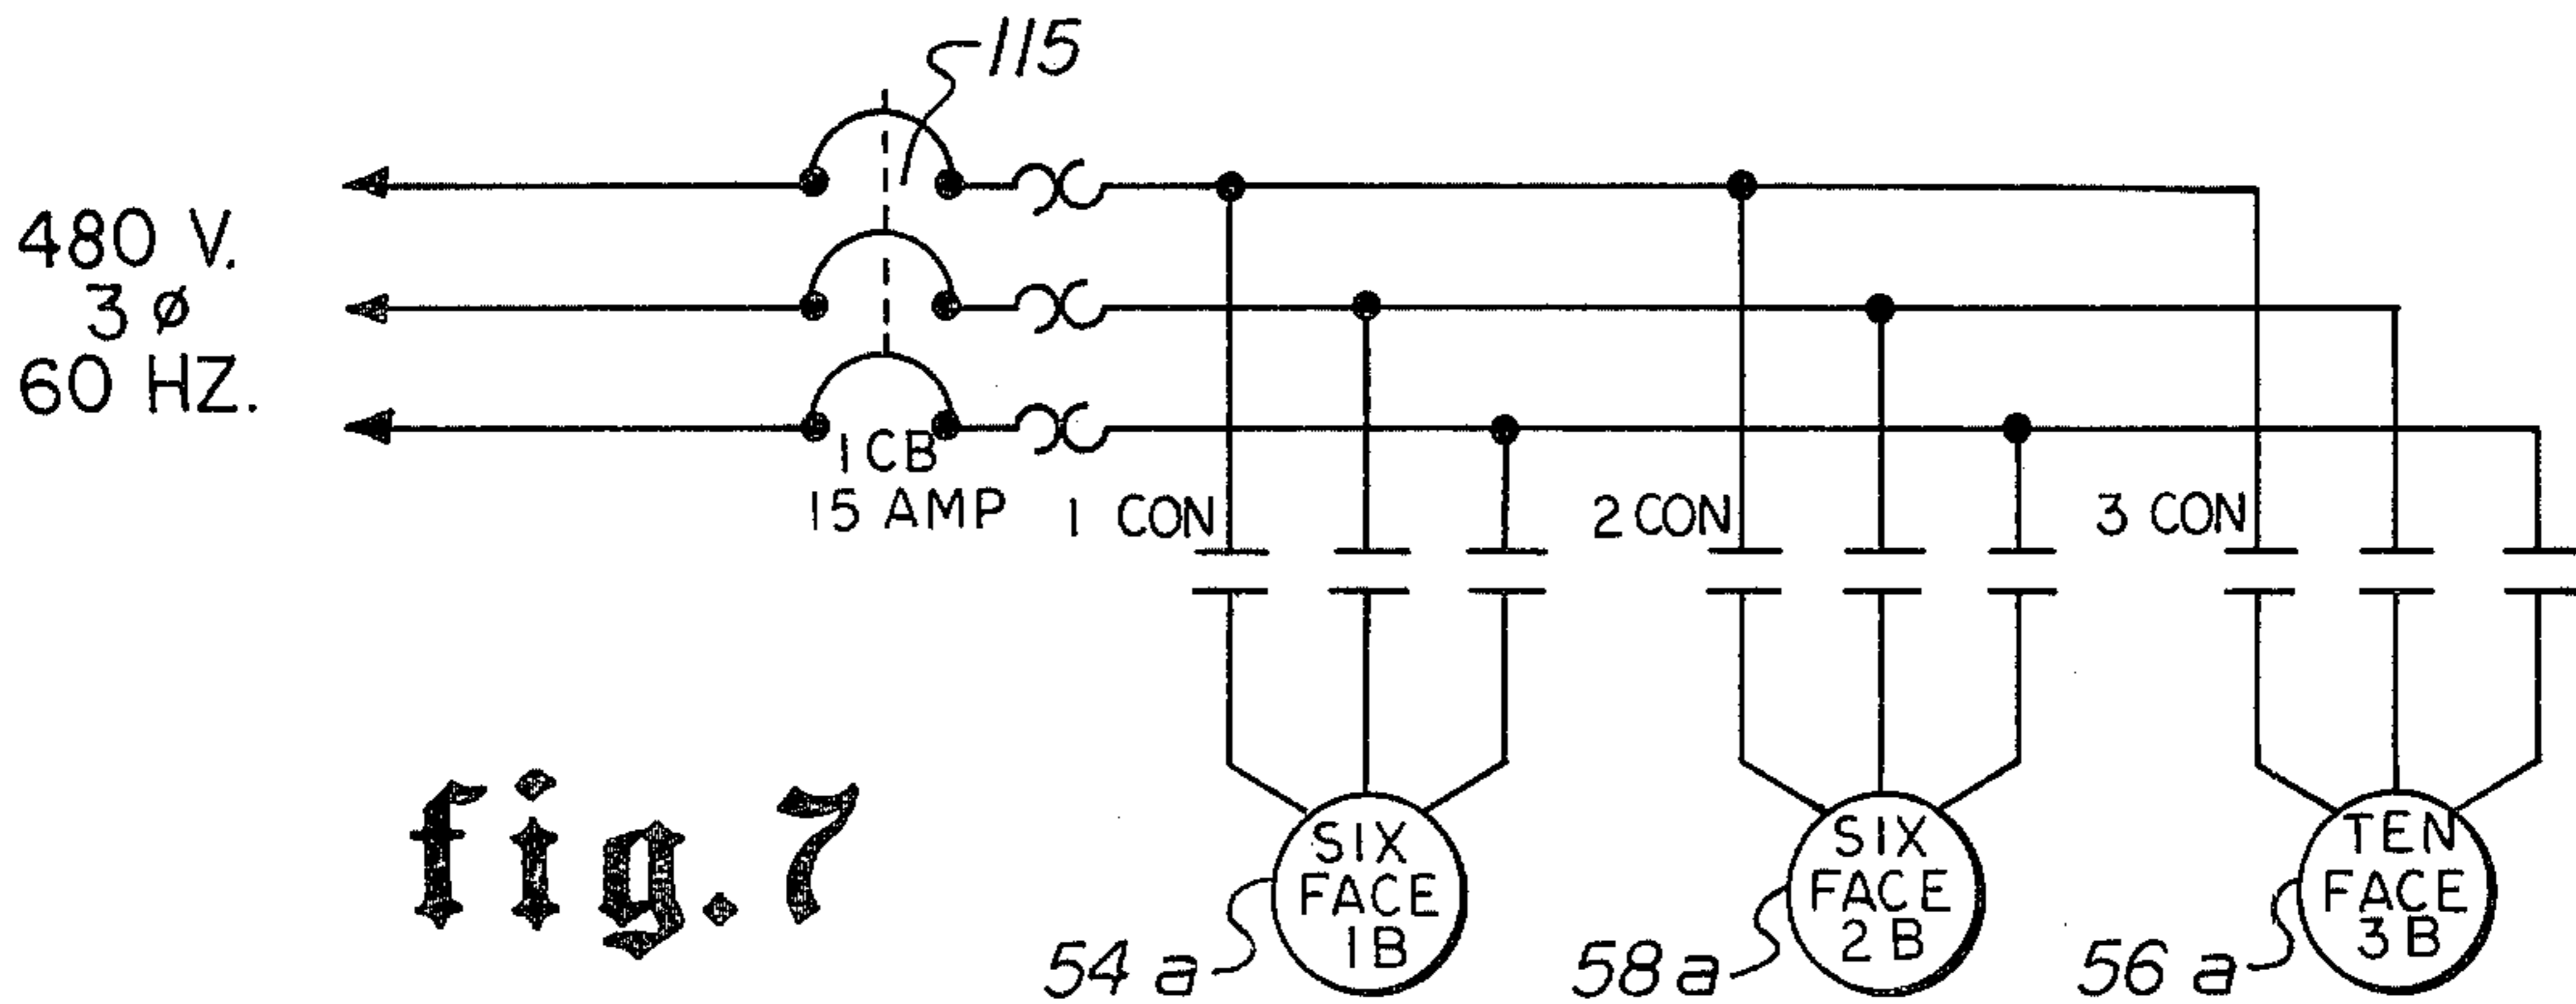 115
480 V.
3 ø
60 HZ.
1 CB
15 AMP
1 CON
2 CON
3 CON
SIX
FACE
1B
54 a
SIX
FACE
2 B
58 a
TEN
FACE
3 B
56 a
fig. 7